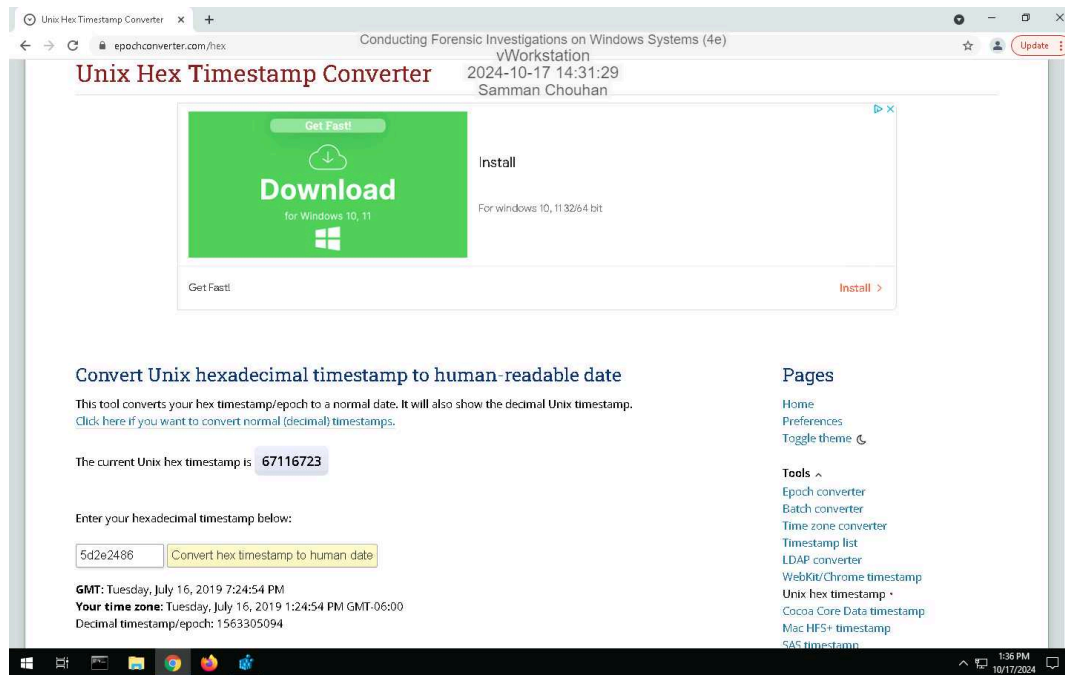 Unix Hex Timestamp Converter
epochconverter.com/hex
Update
Conducting Forensic Investigations on Windows Systems (4e)
vWorkstation
2024-10-17 14:31:29
Samman Chouhan
Unix Hex Timestamp Converter
Get Fast!
Download
for Windows 10, 11
Install
For windows 10, 11 32/64 bit
Get Fast!
Install >
Convert Unix hexadecimal timestamp to human-readable date
This tool converts your hex timestamp/epoch to a normal date. It will also show the decimal Unix timestamp.
Click here if you want to convert normal (decimal) timestamps.
The current Unix hex timestamp is 67116723
Enter your hexadecimal timestamp below:
5d2e2486 Convert hex timestamp to human date
GMT: Tuesday, July 16, 2019 7:24:54 PM
Your time zone: Tuesday, July 16, 2019 1:24:54 PM GMT-06:00
Decimal timestamp/epoch: 1563305094
Pages
Home
Preferences
Toggle theme
Tools
Epoch converter
Batch converter
Time zone converter
Timestamp list
LDAP converter
WebKit/Chrome timestamp
Unix hex timestamp •
Cocoa Core Data timestamp
Mac HFS+ timestamp
SAS timestamp
1:36 PM
10/17/2024